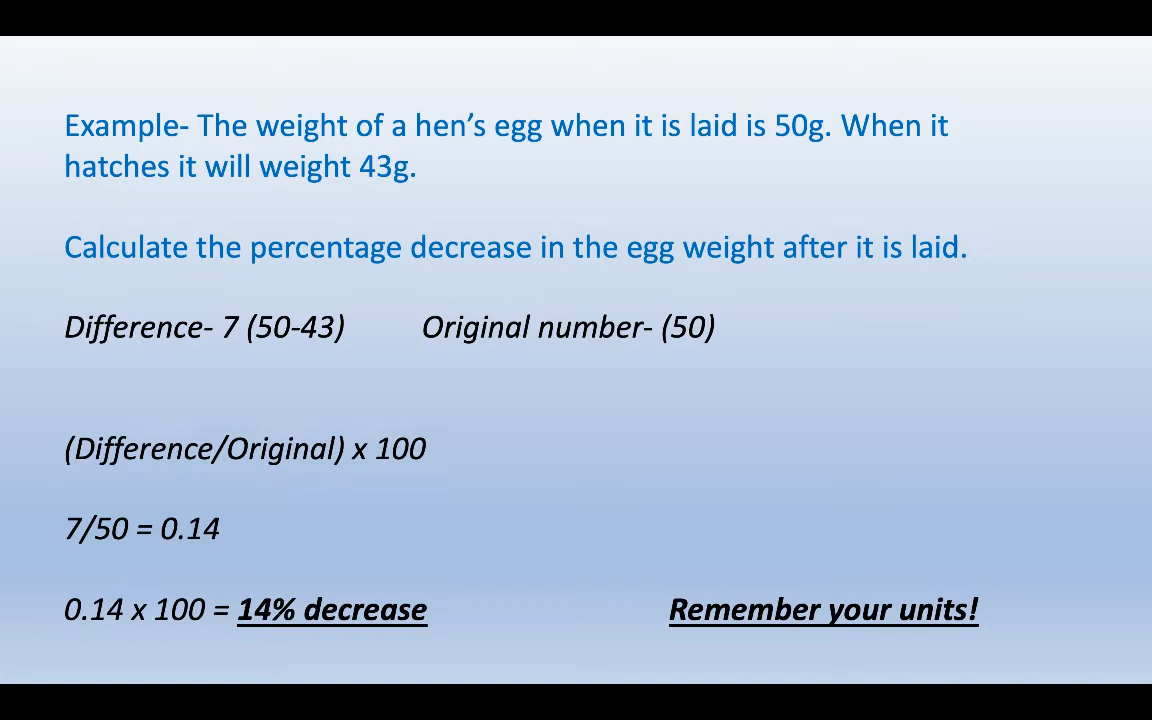 Example- The weight of a hen’s egg when it is laid is 50g. When it
hatches it will weight 43g.
Calculate the percentage decrease in the egg weight after it is laid.
Difference- 7 (50-43) Original number- (50)
(Difference/Original) x 100
7/50 = 0.14
0.14 x 100 = 14% decrease Remember your units!